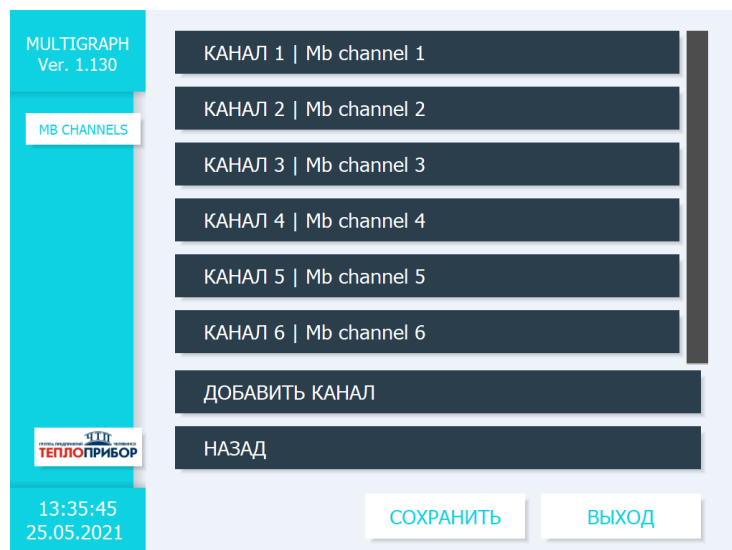 MULTIGRAPH
Ver. 1.130
MB CHANNELS
КАНАЛ 1 | Mb channel 1
КАНАЛ 2 | Mb channel 2
КАНАЛ 3 | Mb channel 3
КАНАЛ 4 | Mb channel 4
КАНАЛ 5 | Mb channel 5
КАНАЛ 6 | Mb channel 6
ДОБАВИТЬ КАНАЛ
НАЗАД
ТЕПЛОПРИБОР
13:35:45
25.05.2021
СОХРАНИТЬ
ВЫХОД